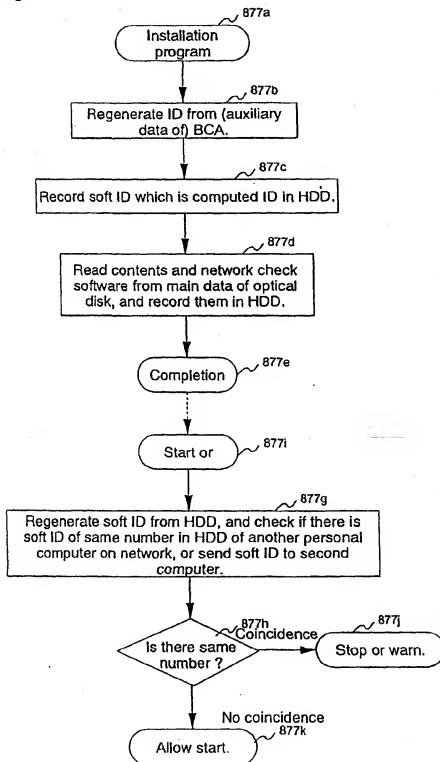 877a
Installation
program
877b
Regenerate ID from (auxiliary
data of) BCA.
877c
Record soft ID which is computed ID in HDD.
877d
Read contents and network check
software from main data of optical
disk, and record them in HDD.
877e
Completion
877i
Start or
877g
Regenerate soft ID from HDD, and check if there is
soft ID of same number in HDD of another personal
computer on network, or send soft ID to second
computer.
877h
Coincidence
877j
Is there same
number ?
Stop or warn.
No coincidence
877k
Allow start.